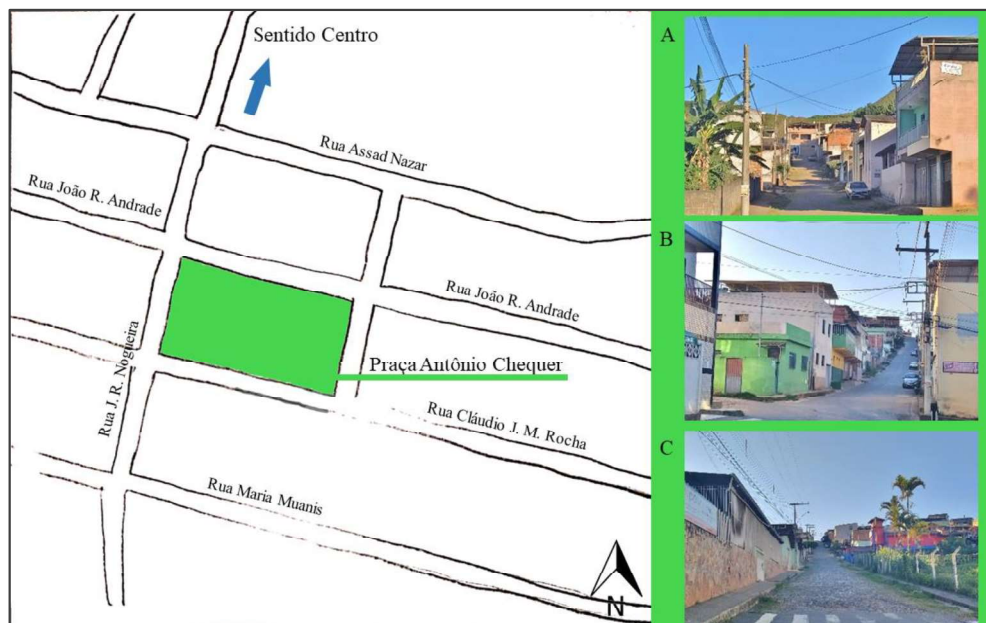 Sentido Centro
Rua Assad Nazar
Rua João R. Andrade
Rua João R. Andrade
Praça Antônio Chequer
Rua J. R. Nogueira
Rua Cláudio J. M. Rocha
Rua Maria Muanis
N
A
B
C